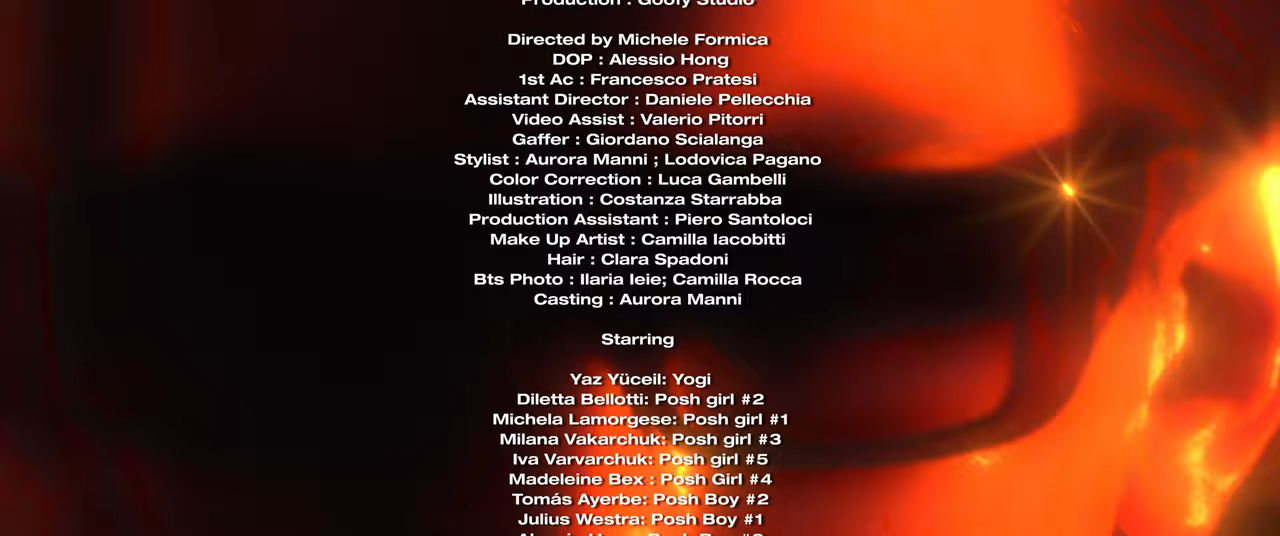 Production : Goofy Studio
Directed by Michele Formica
DOP : Alessio Hong
1st Ac : Francesco Pratesi
Assistant Director : Daniele Pellecchia
Video Assist : Valerio Pitorri
Gaffer : Giordano Scialanga
Stylist : Aurora Manni ; Lodovica Pagano
Color Correction : Luca Gambelli
Illustration : Costanza Starrabba
Production Assistant : Piero Santoloci
Make Up Artist : Camilla Iacobitti
Hair : Clara Spadoni
Bts Photo : Ilaria Ieie; Camilla Rocca
Casting : Aurora Manni
Starring
Yaz Yüceil: Yogi
Diletta Bellotti: Posh girl #2
Michela Lamorgese: Posh girl #1
Milana Vakarchuk: Posh girl #3
Iva Varvarchuk: Posh girl #5
Madeleine Bex : Posh Girl #4
Tomás Ayerbe: Posh Boy #2
Julius Westra: Posh Boy #1